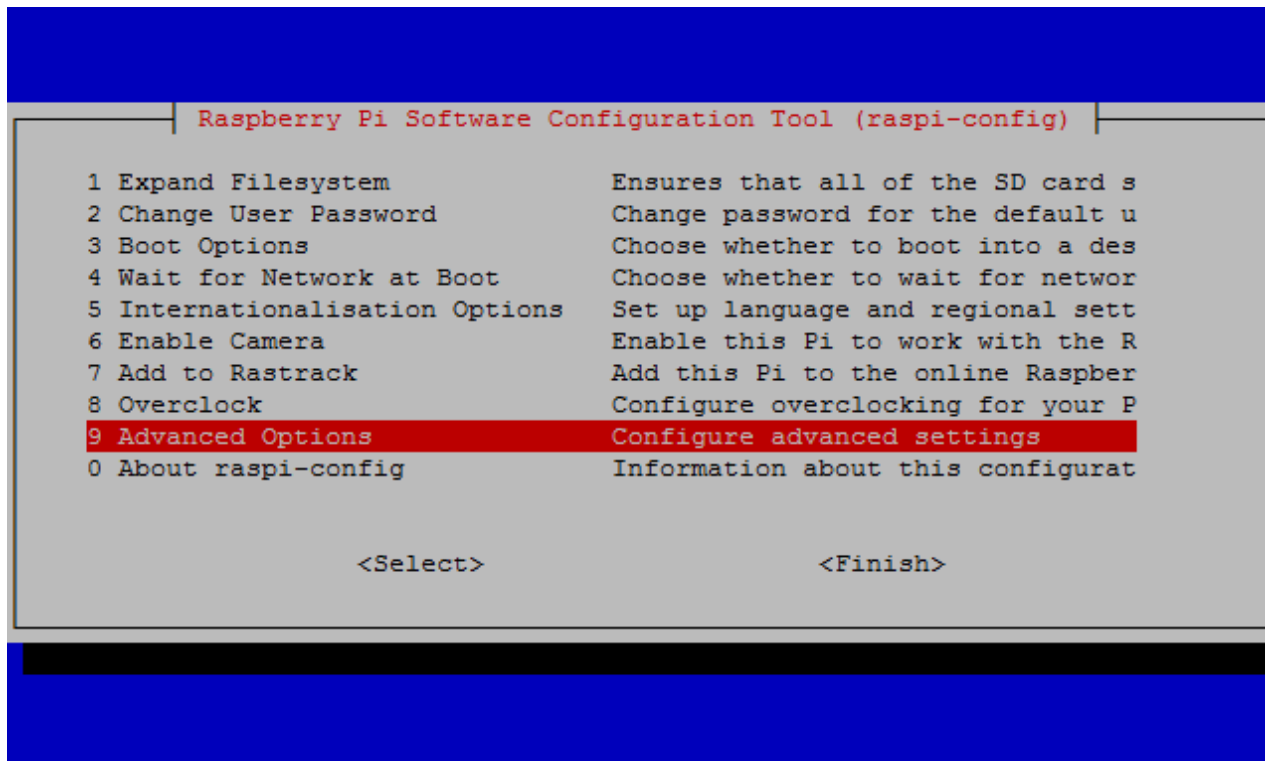 Raspberry Pi Software Configuration Tool (raspi-config)
1 Expand Filesystem Ensures that all of the SD card s
2 Change User Password Change password for the default u
3 Boot Options Choose whether to boot into a des
4 Wait for Network at Boot Choose whether to wait for networ
5 Internationalisation Options Set up language and regional sett
6 Enable Camera Enable this Pi to work with the R
7 Add to Rastrack Add this Pi to the online Raspber
8 Overclock Configure overclocking for your P
9 Advanced Options Configure advanced settings
0 About raspi-config Information about this configurat
<Select> <Finish>